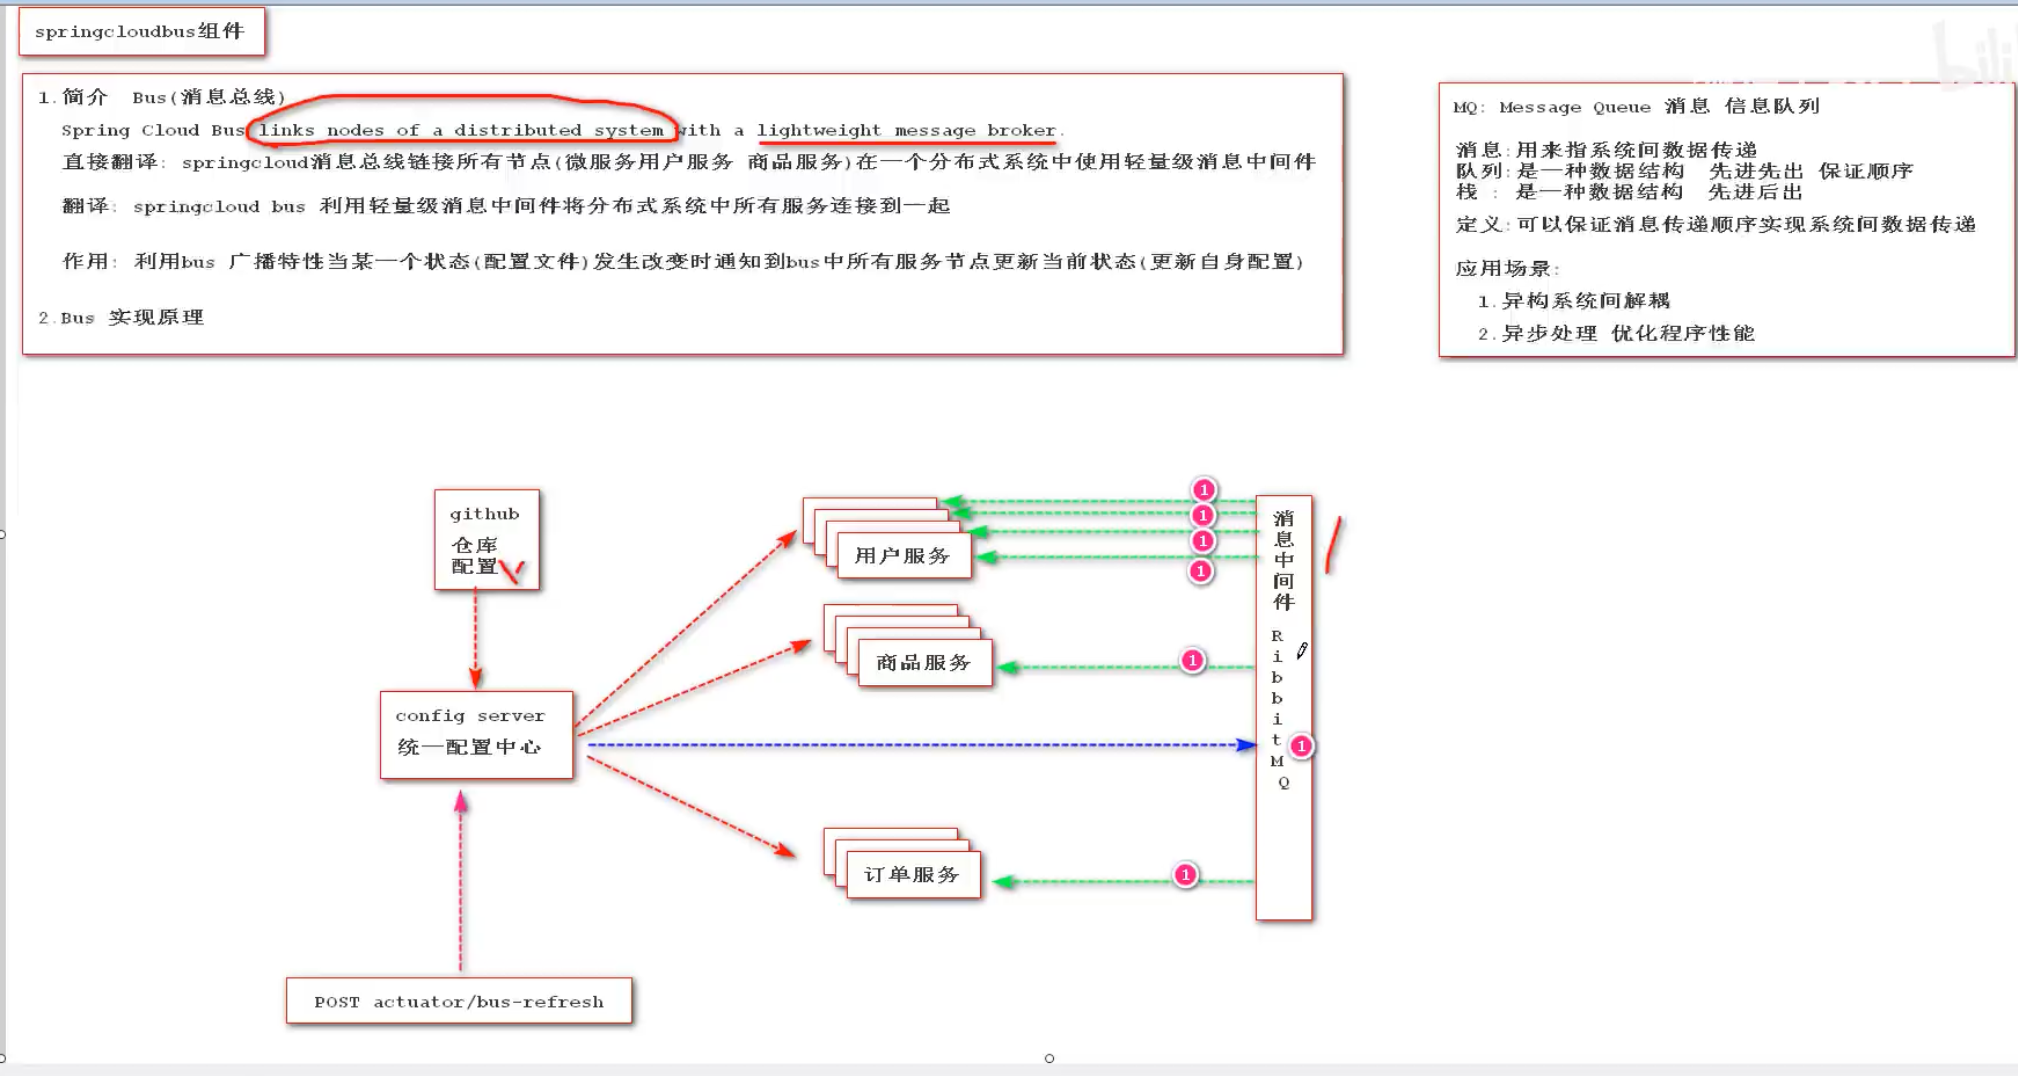 springcloudbus组件
1.简介 Bus(消息总线)
Spring Cloud Bus links nodes of a distributed system with a lightweight message broker.
直接翻译: springcloud消息总线链接所有节点(微服务用户服务 商品服务)在一个分布式系统中使用轻量级消息中间件
翻译: springcloud bus 利用轻量级消息中间件将分布式系统中所有服务连接到一起
作用: 利用bus 广播特性当某一个状态(配置文件)发生改变时通知到bus中所有服务节点更新当前状态(更新自身配置)
2.Bus 实现原理
MQ: Message Queue 消息 信息队列
消息:用来指系统间数据传递
队列:是一种数据结构 先进先出 保证顺序
栈 : 是一种数据结构 先进后出
定义:可以保证消息传递顺序实现系统间数据传递
应用场景:
1.异构系统间解耦
2.异步处理 优化程序性能
github
仓库
配置
config server
统一配置中心
POST actuator/bus-refresh
用户服务
商品服务
订单服务
1
1
1
1
1
1
1
消息中间件 RibbitMQ
bili